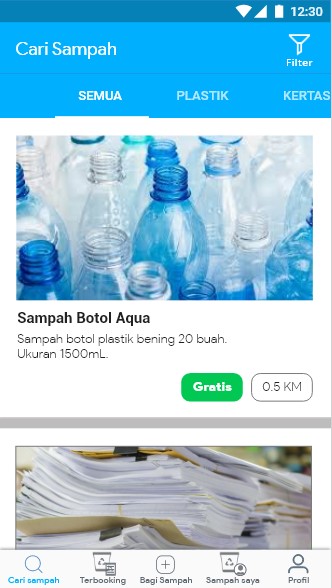 12:30
Cari Sampah
Filter
SEMUA PLASTIK KERTAS
Sampah Botol Aqua
Sampah botol plastik bening 20 buah.
Ukuran 1500mL.
Gratis 0.5 KM
Cari sampah Terbooking Bagi Sampah Sampah saya Profil